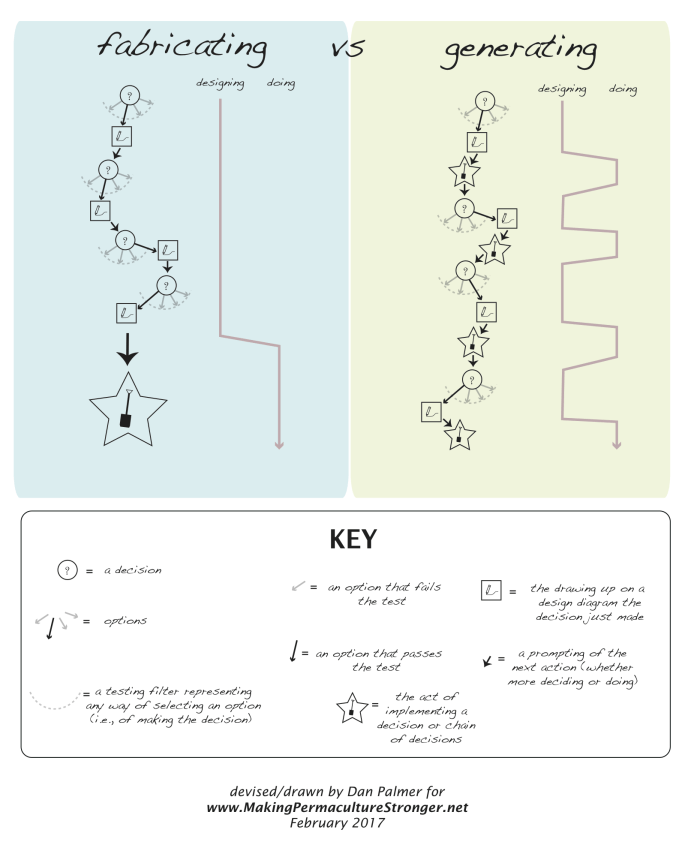 fabricating vs generating
designing doing
designing doing
?
?
?
?
?
?
?
?
KEY
? = a decision
= options
= a testing filter representing
any way of selecting an option
(i.e., of making the decision)
= an option that fails
the test
= an option that passes
the test
= the act of
implementing a
decision or chain
of decisions
= the drawing up on a
design diagram the
decision just made
= a prompting of the
next action (whether
more deciding or doing)
devised/drawn by Dan Palmer for
www.MakingPermacultureStronger.net
February 2017